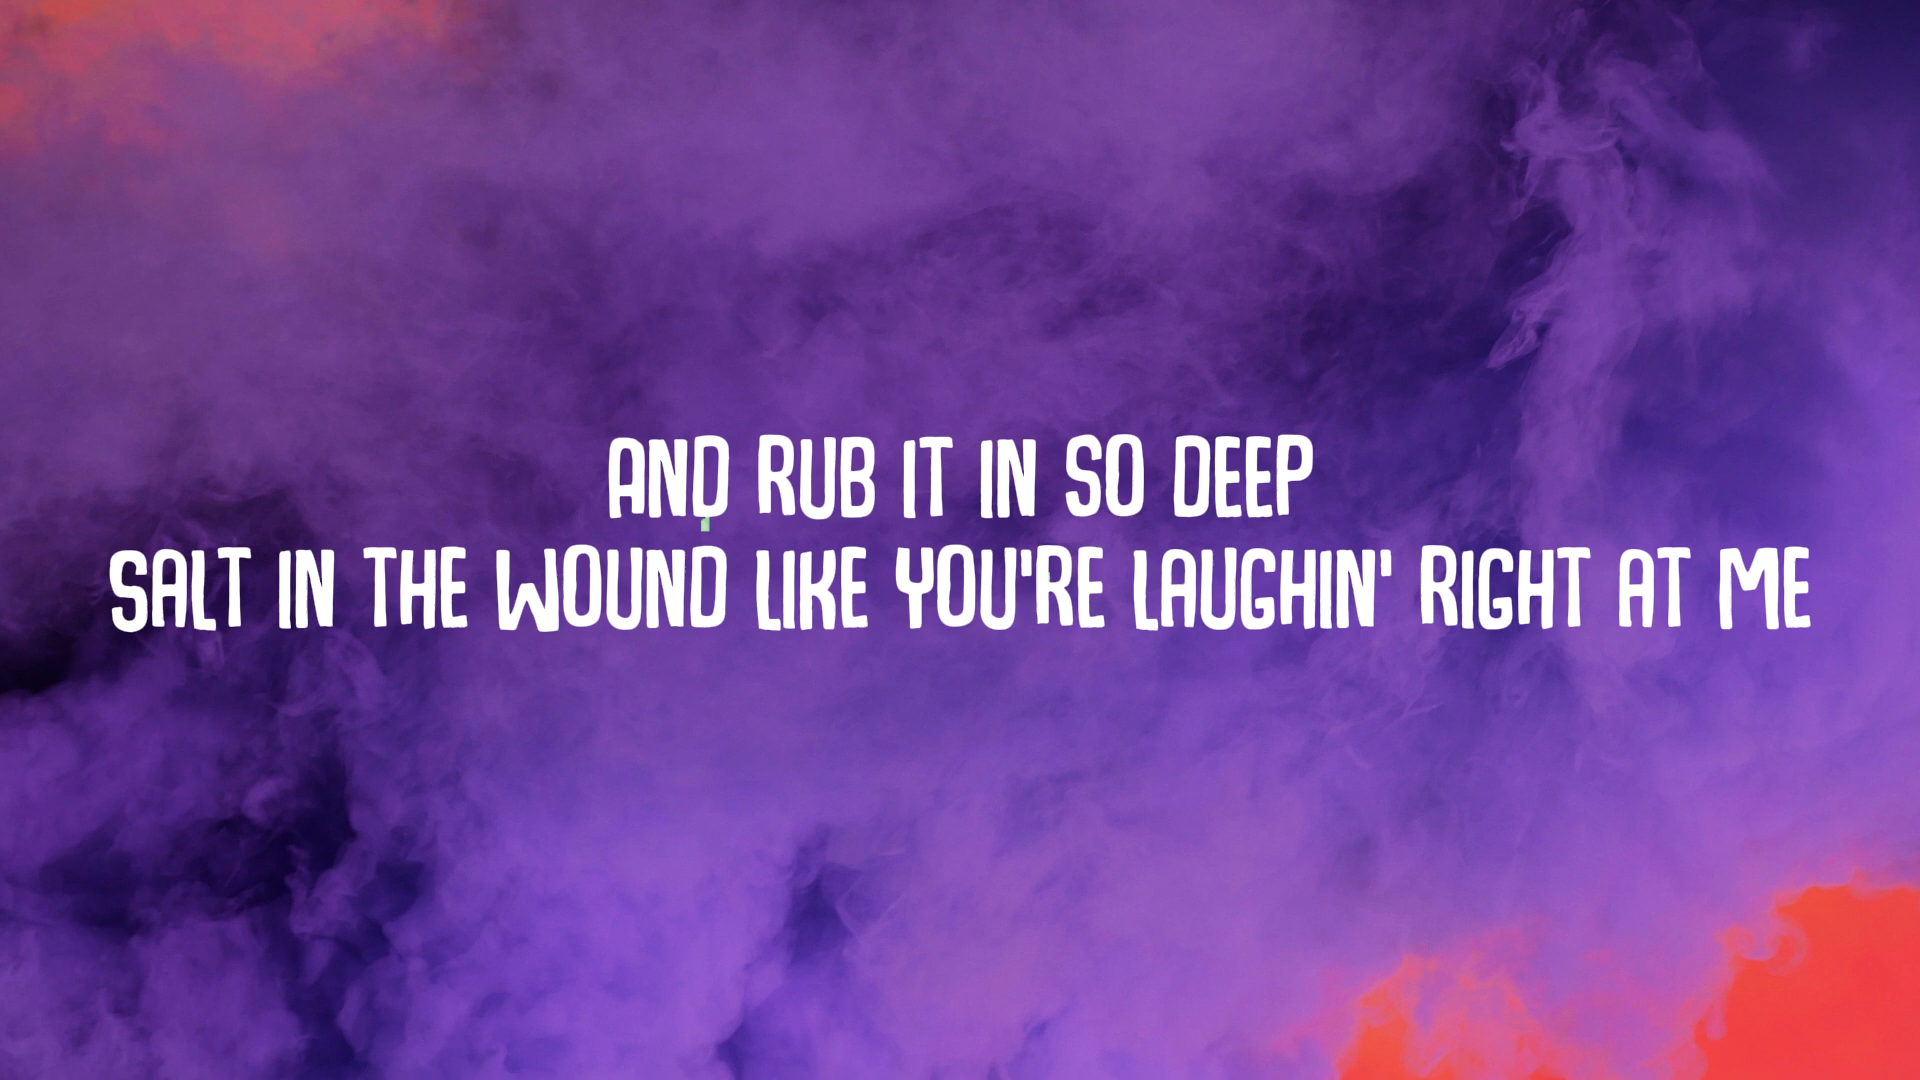 AND RUB IT IN SO DEEP
SALT IN THE WOUND LIKE YOU'RE LAUGHIN' RIGHT AT ME